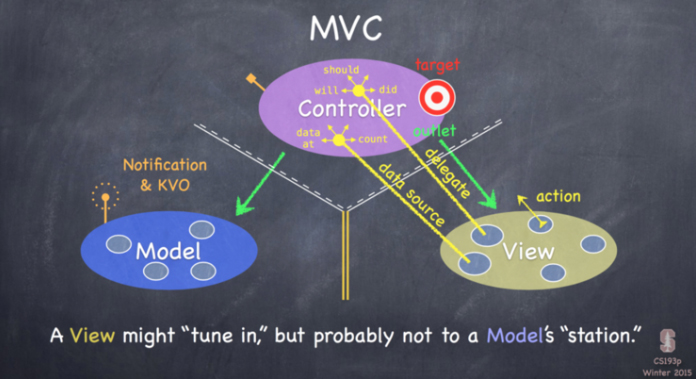 MVC
should
will
did
target
Controller
data
at
count
outlet
Notification
& KVO
delegate
data source
action
Model
View
A View might “tune in,” but probably not to a Model’s “station.”
CS193p
Winter 2015